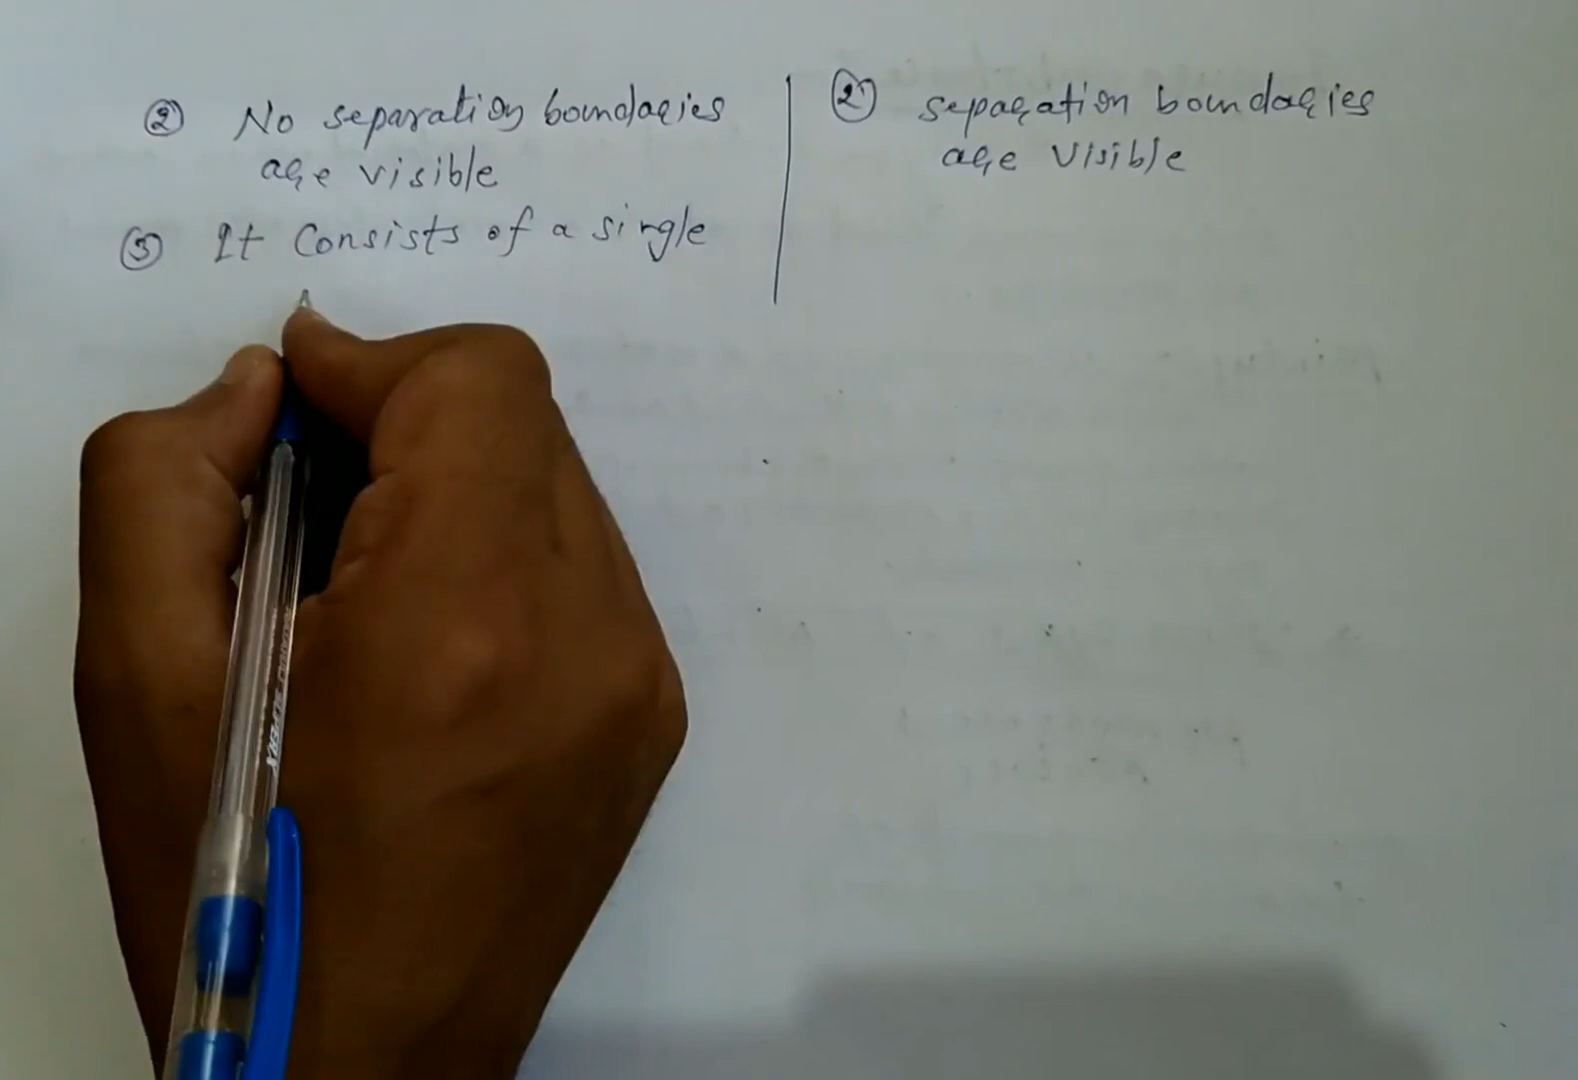 ② No separation boundaries
are visible
③ It consists of a single
② separation boundaries
are visible